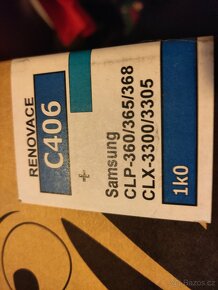 RENOVACE
C406
+
Samsung
CLP-360/365/368
CLX-3300/3305
1k0